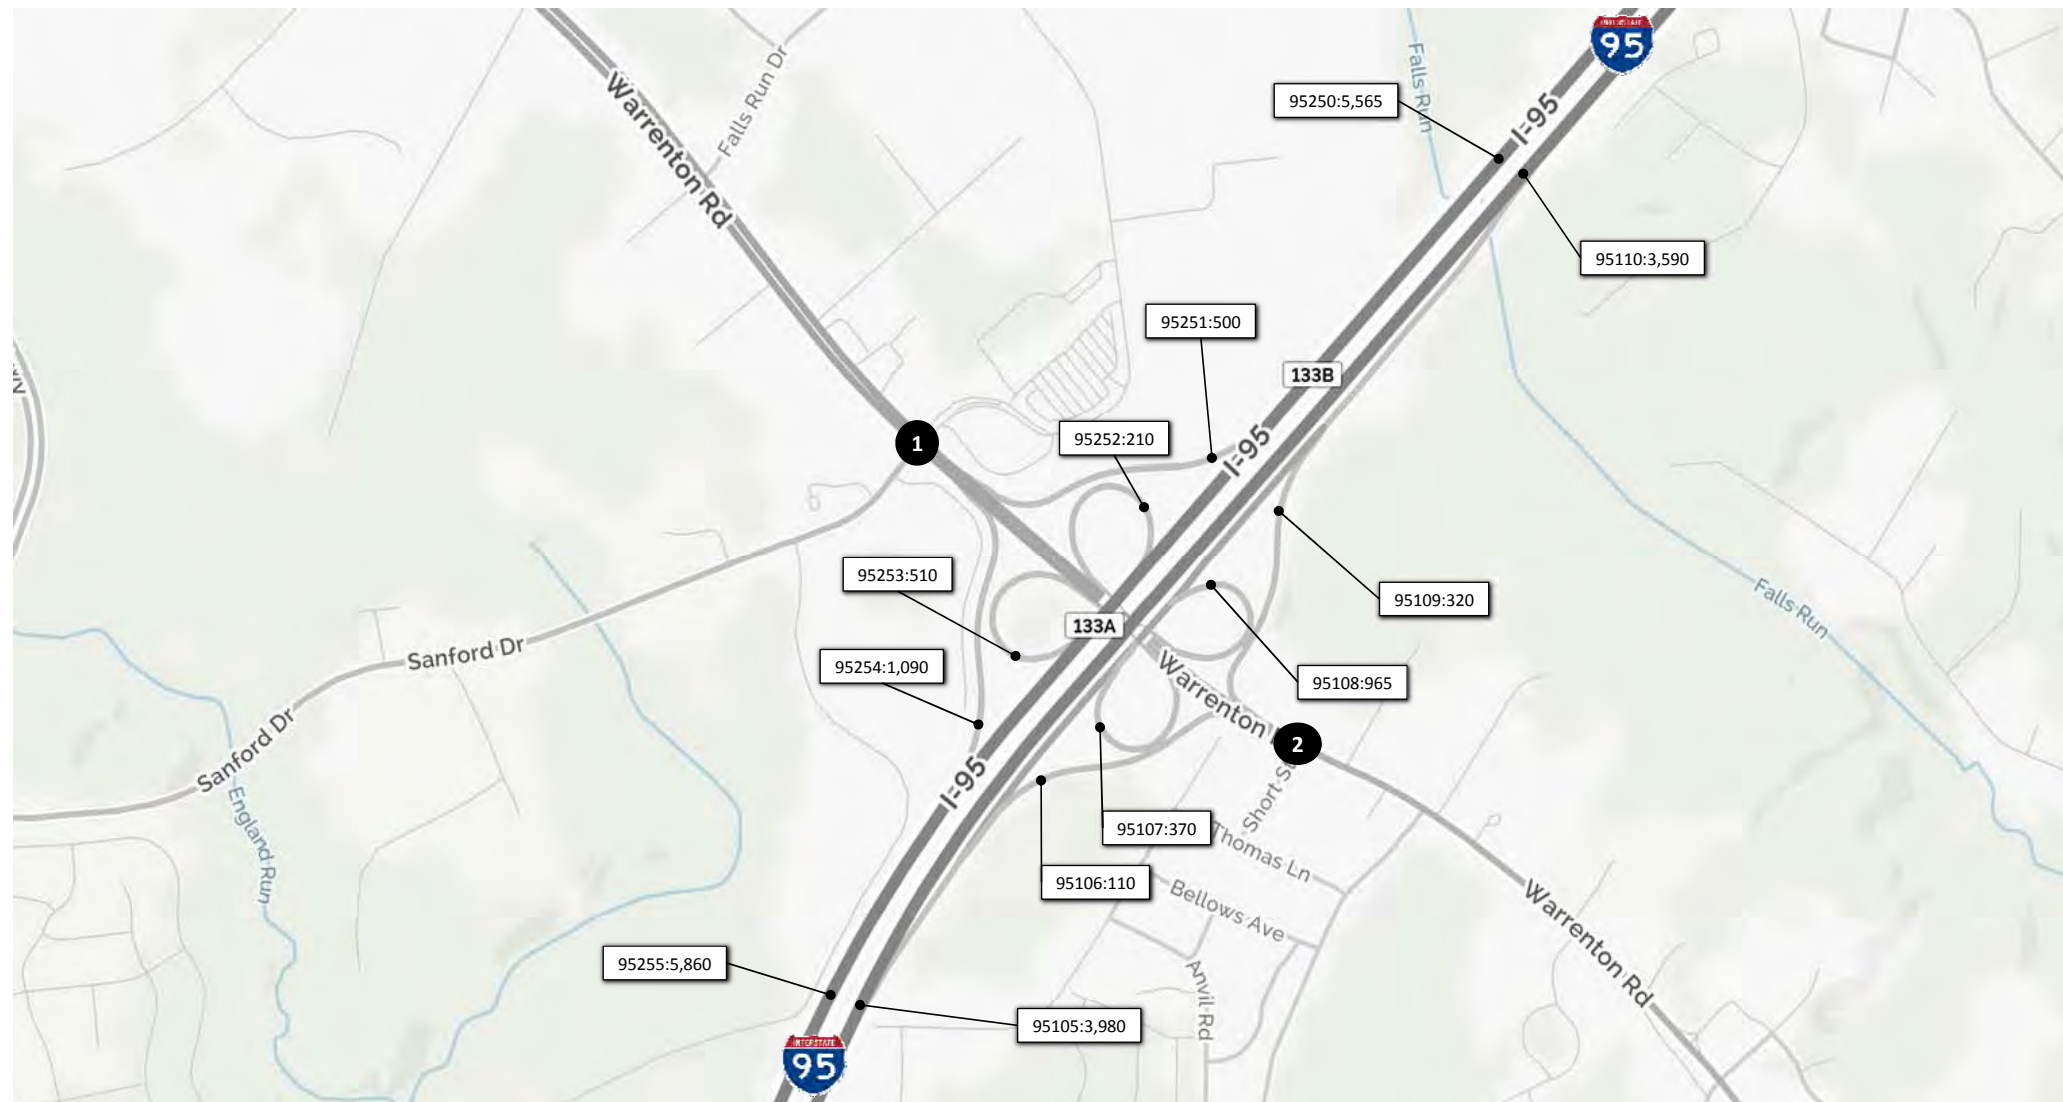 INTERSTATE
95
Falls Run Dr
Falls Run
Warrenton Rd
I-95
95250:5,565
95110:3,590
95251:500
133B
95252:210
1
I-95
95253:510
133A
95109:320
Falls Run
Sanford Dr
95254:1,090
95108:965
Warrenton
2
Sanford Dr
I-95
Short St
England Run
95107:370
Thomas Ln
95106:110
Bellows Ave
Warrenton Rd
95255:5,860
Anvil Rd
95105:3,980
INTERSTATE
95